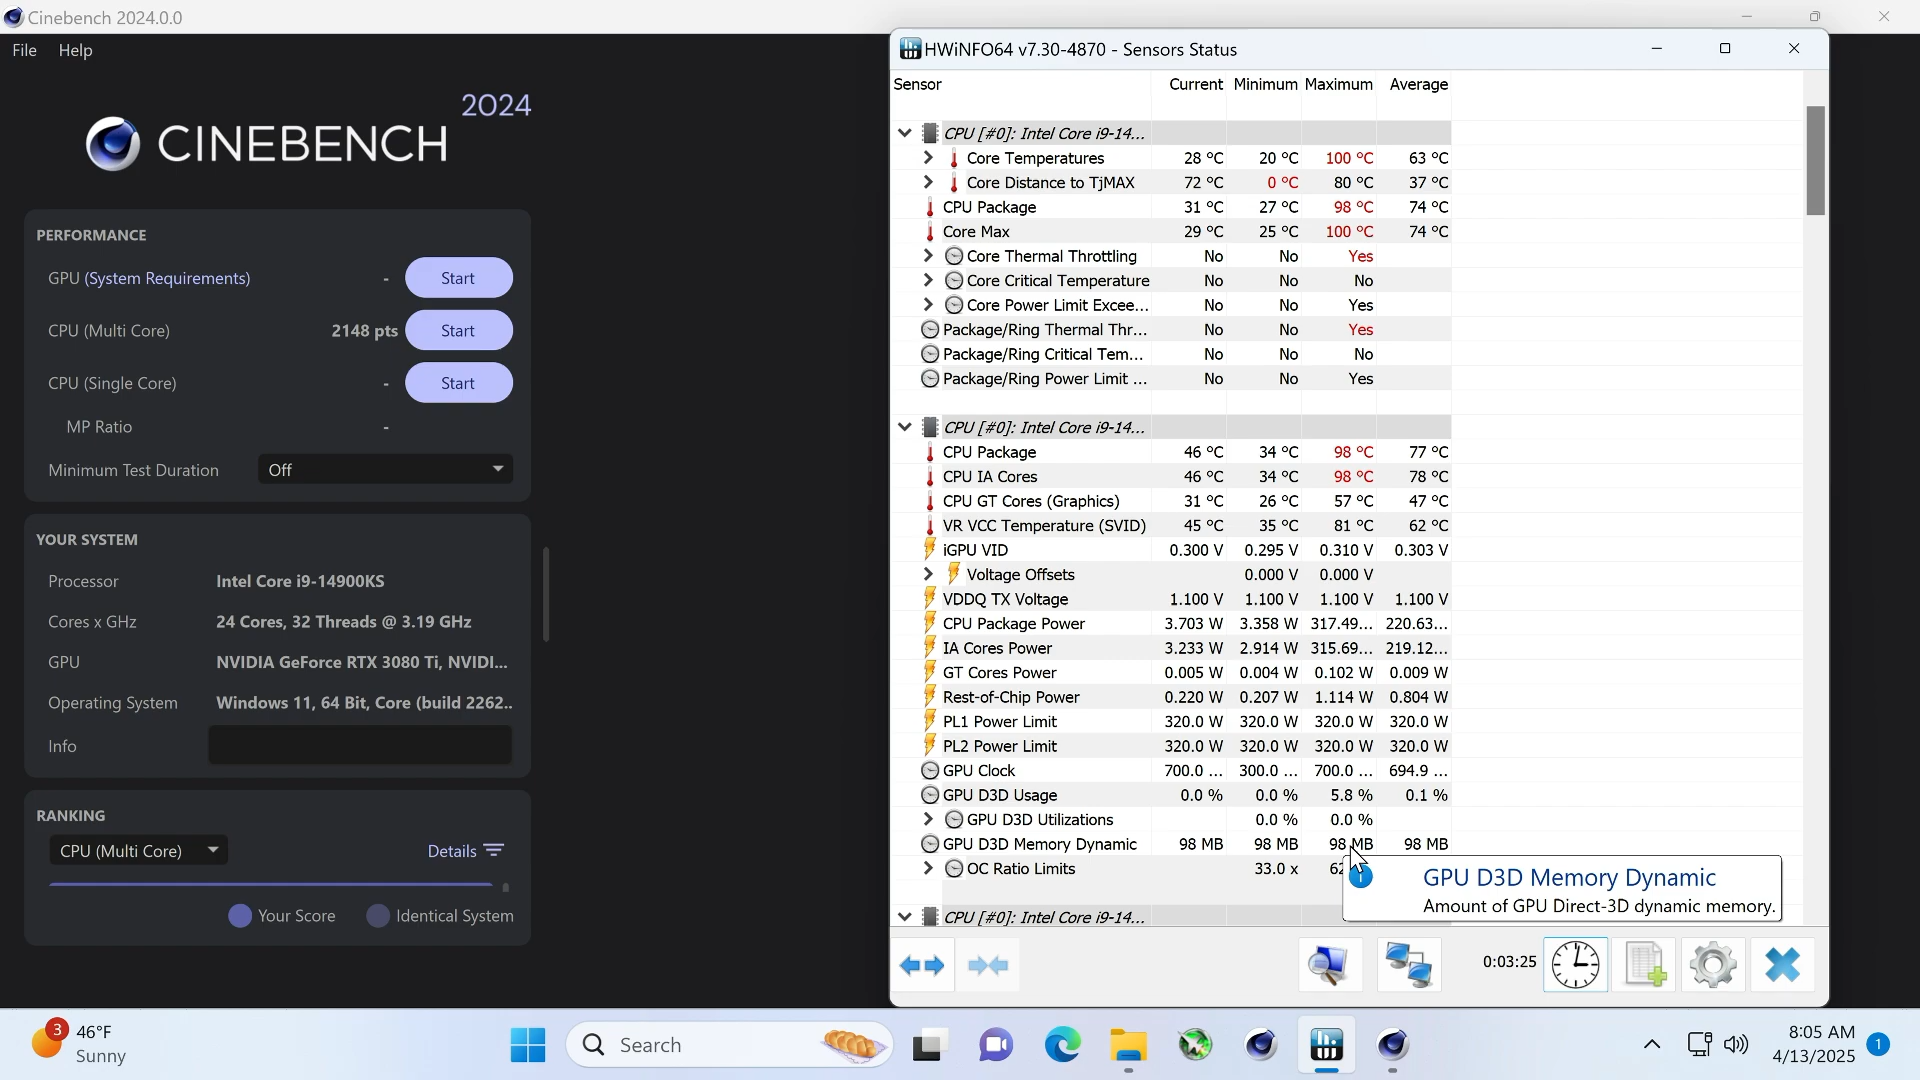 Cinebench 2024.0.0
File Help
2024
CINEBENCH
PERFORMANCE
GPU (System Requirements) - Start
CPU (Multi Core) 2148 pts Start
CPU (Single Core) - Start
MP Ratio -
Minimum Test Duration Off
YOUR SYSTEM
Processor Intel Core i9-14900KS
Cores x GHz 24 Cores, 32 Threads @ 3.19 GHz
GPU NVIDIA GeForce RTX 3080 Ti, NVIDI...
Operating System Windows 11, 64 Bit, Core (build 2262..
Info
RANKING
CPU (Multi Core) Details
Your Score Identical System
HWiNFO64 v7.30-4870 - Sensors Status
Sensor Current Minimum Maximum Average
CPU [#0]: Intel Core i9-14...
Core Temperatures 28 °C 20 °C 100 °C 63 °C
Core Distance to TjMAX 72 °C 0 °C 80 °C 37 °C
CPU Package 31 °C 27 °C 98 °C 74 °C
Core Max 29 °C 25 °C 100 °C 74 °C
Core Thermal Throttling No No Yes
Core Critical Temperature No No No
Core Power Limit Excee... No No Yes
Package/Ring Thermal Thr... No No Yes
Package/Ring Critical Tem... No No No
Package/Ring Power Limit ... No No Yes
CPU [#0]: Intel Core i9-14...
CPU Package 46 °C 34 °C 98 °C 77 °C
CPU IA Cores 46 °C 34 °C 98 °C 78 °C
CPU GT Cores (Graphics) 31 °C 26 °C 57 °C 47 °C
VR VCC Temperature (SVID) 45 °C 35 °C 81 °C 62 °C
iGPU VID 0.300 V 0.295 V 0.310 V 0.303 V
Voltage Offsets 0.000 V 0.000 V
VDDQ TX Voltage 1.100 V 1.100 V 1.100 V 1.100 V
CPU Package Power 3.703 W 3.358 W 317.49... 220.63...
IA Cores Power 3.233 W 2.914 W 315.69... 219.12...
GT Cores Power 0.005 W 0.004 W 0.102 W 0.009 W
Rest-of-Chip Power 0.220 W 0.207 W 1.114 W 0.804 W
PL1 Power Limit 320.0 W 320.0 W 320.0 W 320.0 W
PL2 Power Limit 320.0 W 320.0 W 320.0 W 320.0 W
GPU Clock 700.0 ... 300.0 ... 700.0 ... 694.9 ...
GPU D3D Usage 0.0 % 0.0 % 5.8 % 0.1 %
GPU D3D Utilizations 0.0 % 0.0 %
GPU D3D Memory Dynamic 98 MB 98 MB 98 MB 98 MB
OC Ratio Limits 33.0 x
GPU D3D Memory Dynamic
Amount of GPU Direct-3D dynamic memory.
CPU [#0]: Intel Core i9-14...
0:03:25
3
46°F
Sunny
Search
8:05 AM
4/13/2025
1